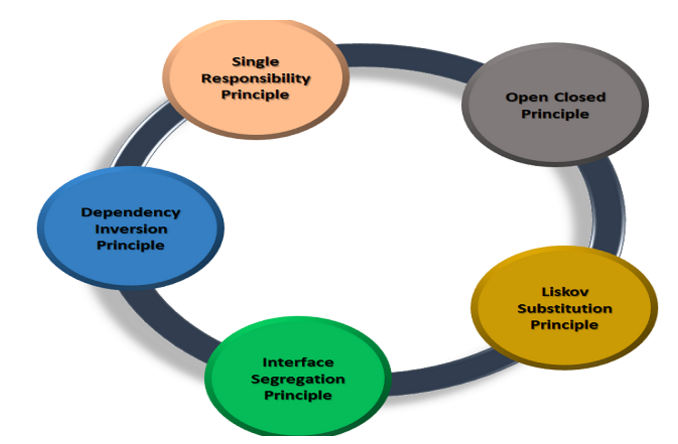 Single
Responsibility
Principle
Open Closed
Principle
Dependency
Inversion
Principle
Liskov
Substitution
Principle
Interface
Segregation
Principle